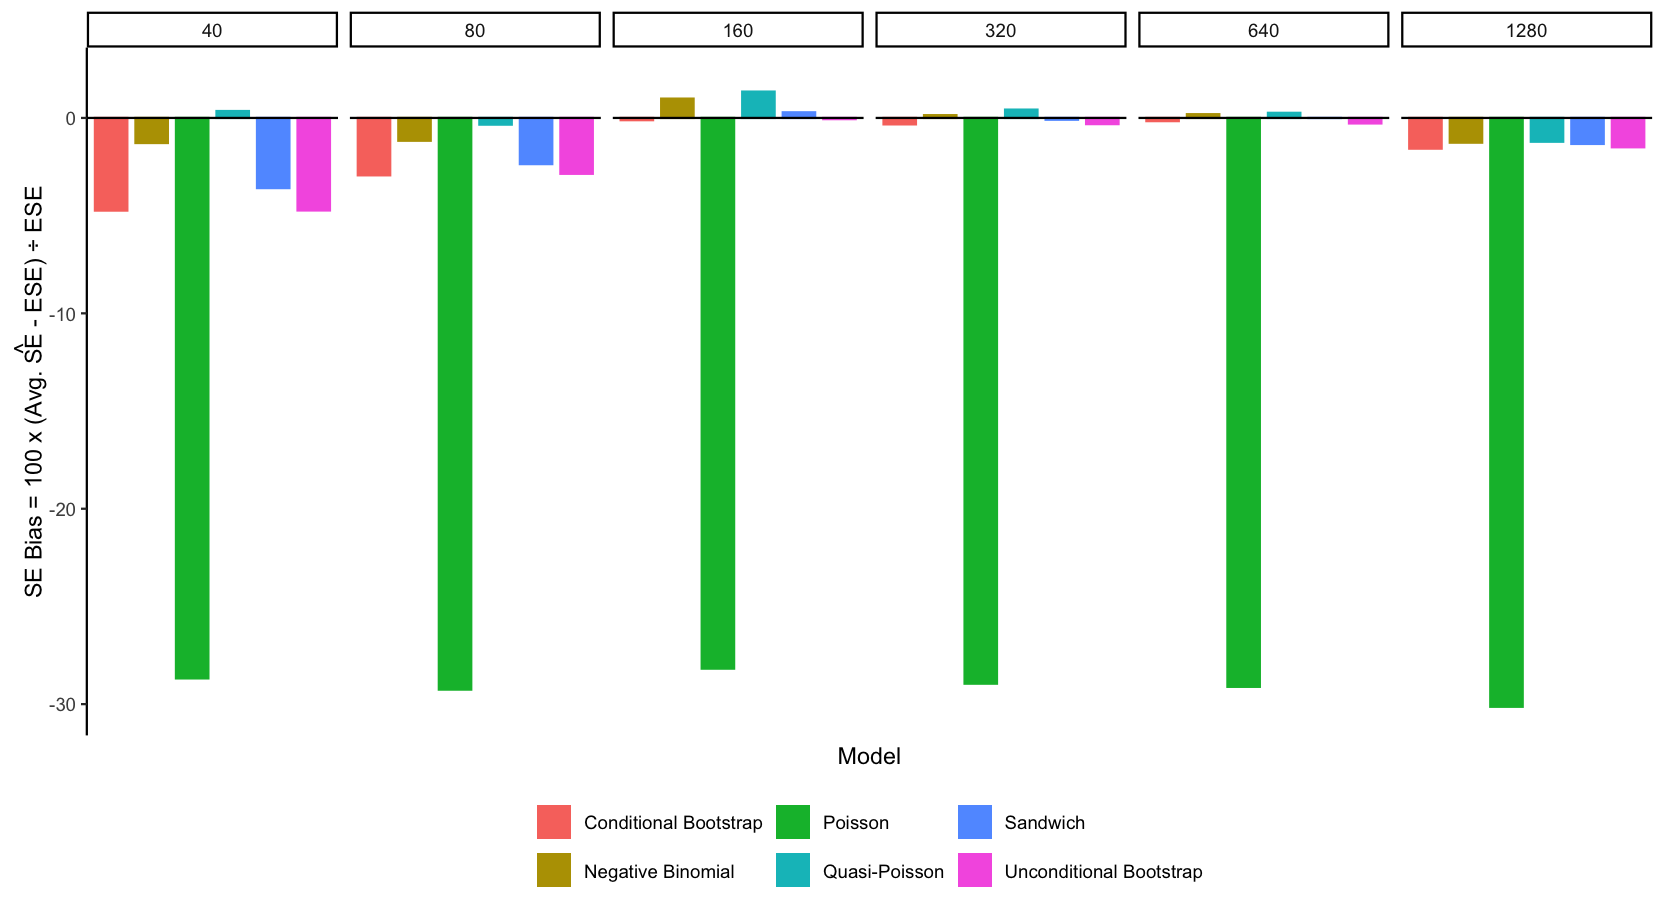 40 80 160 320 640 1280
SE Bias = 100 x (Avg. ŜE - ESE) ÷ ESE
0
-10
-20
-30
Model
Conditional Bootstrap Poisson Sandwich
Negative Binomial Quasi-Poisson Unconditional Bootstrap